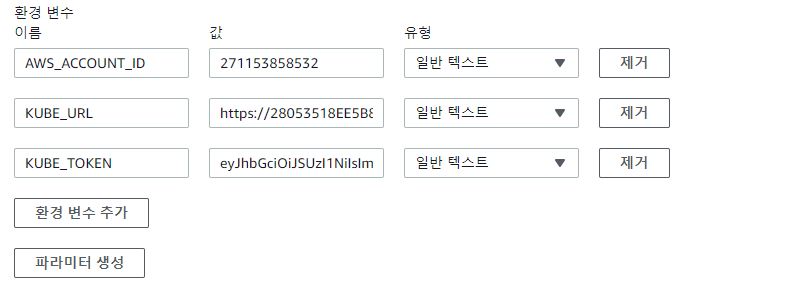 환경 변수
이름 값 유형
AWS_ACCOUNT_ID 271153858532 일반 텍스트 제거
KUBE_URL https://28053518EE5B8 일반 텍스트 제거
KUBE_TOKEN eyJhbGciOiJSUzI1NiIsIm 일반 텍스트 제거
환경 변수 추가
파라미터 생성